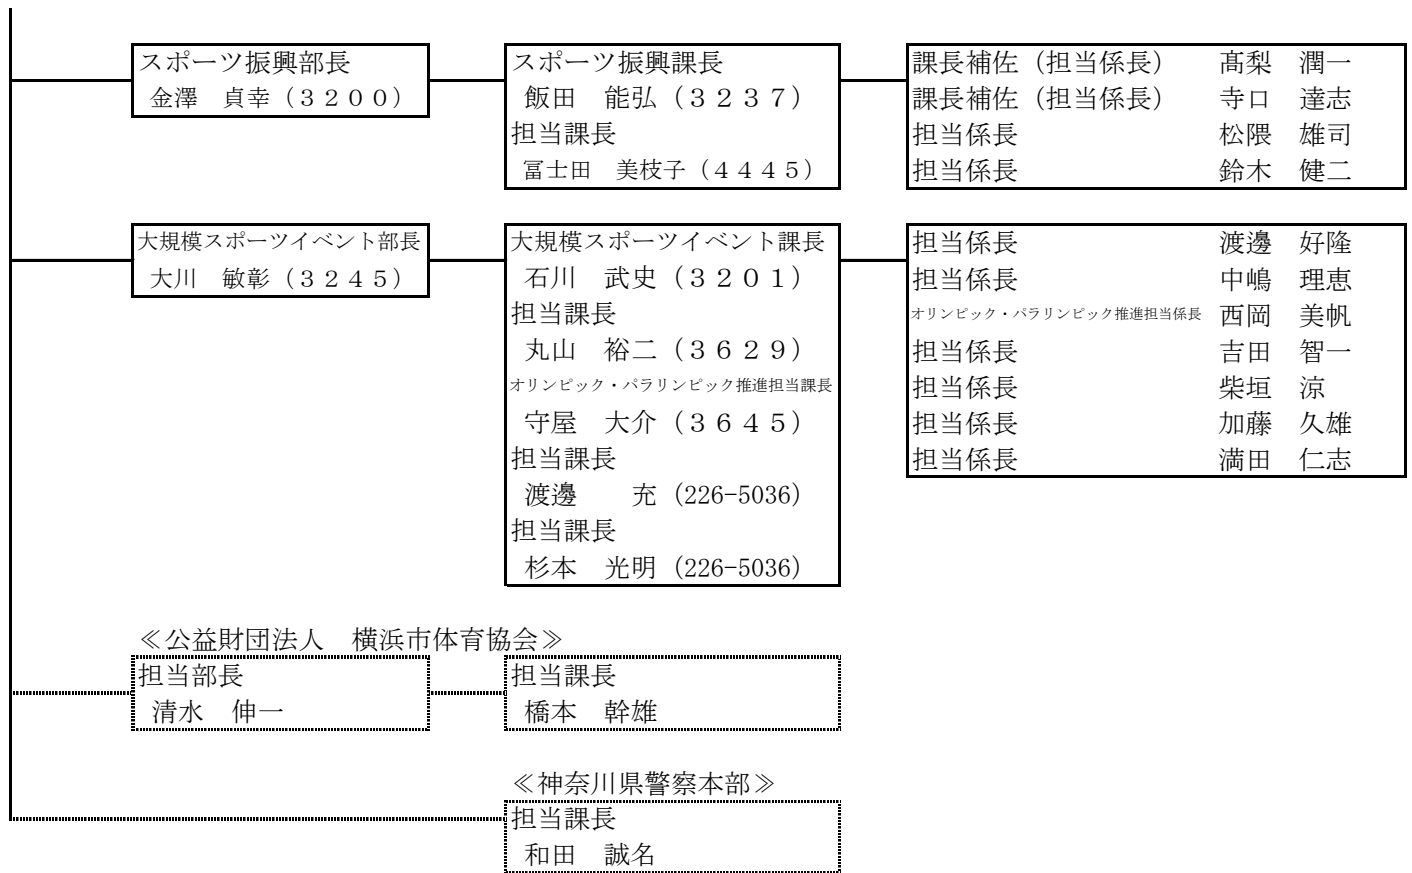 スポーツ振興部長
金澤　貞幸（３２００）
スポーツ振興課長
飯田　能弘（３２３７）
担当課長
冨士田　美枝子（４４４５）
課長補佐（担当係長）　髙梨　潤一
課長補佐（担当係長）　寺口　達志
担当係長　松隈　雄司
担当係長　鈴木　健二
大規模スポーツイベント部長
大川　敏彰（３２４５）
大規模スポーツイベント課長
石川　武史（３２０１）
担当課長
丸山　裕二（３６２９）
オリンピック・パラリンピック推進担当課長
守屋　大介（３６４５）
担当課長
渡邊　　充（226-5036）
担当課長
杉本　光明（226-5036）
担当係長　渡邊　好隆
担当係長　中嶋　理恵
オリンピック・パラリンピック推進担当係長　西岡　美帆
担当係長　吉田　智一
担当係長　柴垣　涼
担当係長　加藤　久雄
担当係長　満田　仁志
≪公益財団法人　横浜市体育協会≫
担当部長
清水　伸一
担当課長
橋本　幹雄
≪神奈川県警察本部≫
担当課長
和田　誠名